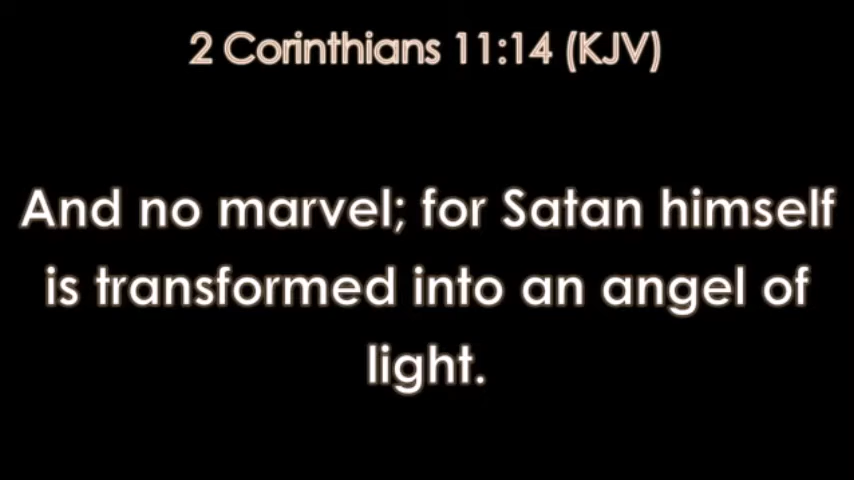 2 Corinthians 11:14 (KJV)
And no marvel; for Satan himself
is transformed into an angel of
light.